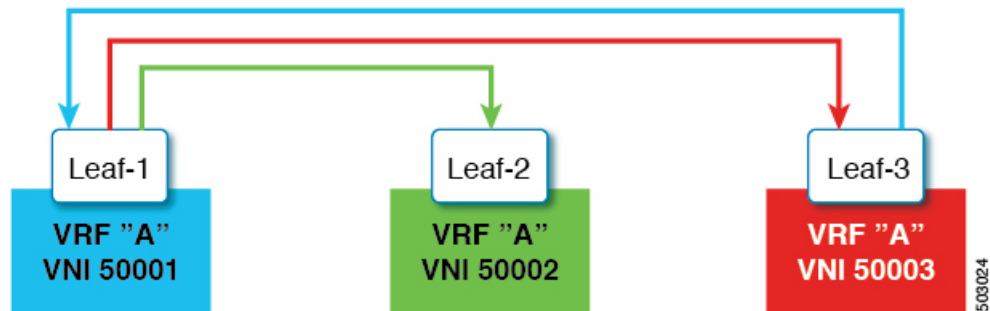 Leaf-1
Leaf-2
Leaf-3
VRF ”A”
VNI 50001
VRF ”A”
VNI 50002
VRF ”A”
VNI 50003
503024